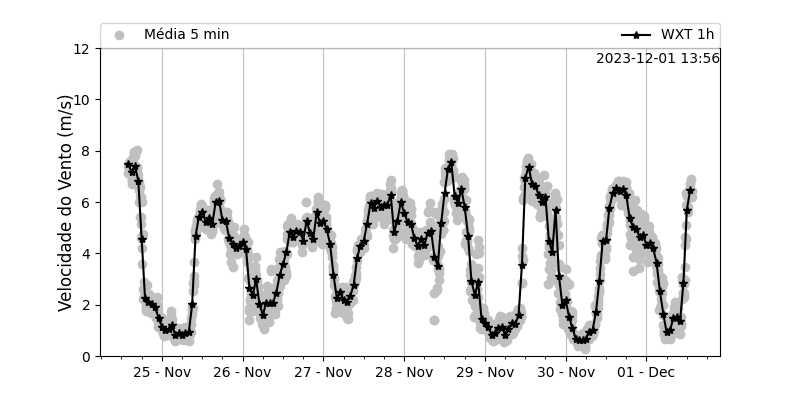 Média 5 min
WXT 1h
2023-12-01 13:56
Velocidade do Vento (m/s)
12
10
8
6
4
2
0
25 - Nov
26 - Nov
27 - Nov
28 - Nov
29 - Nov
30 - Nov
01 - Dec